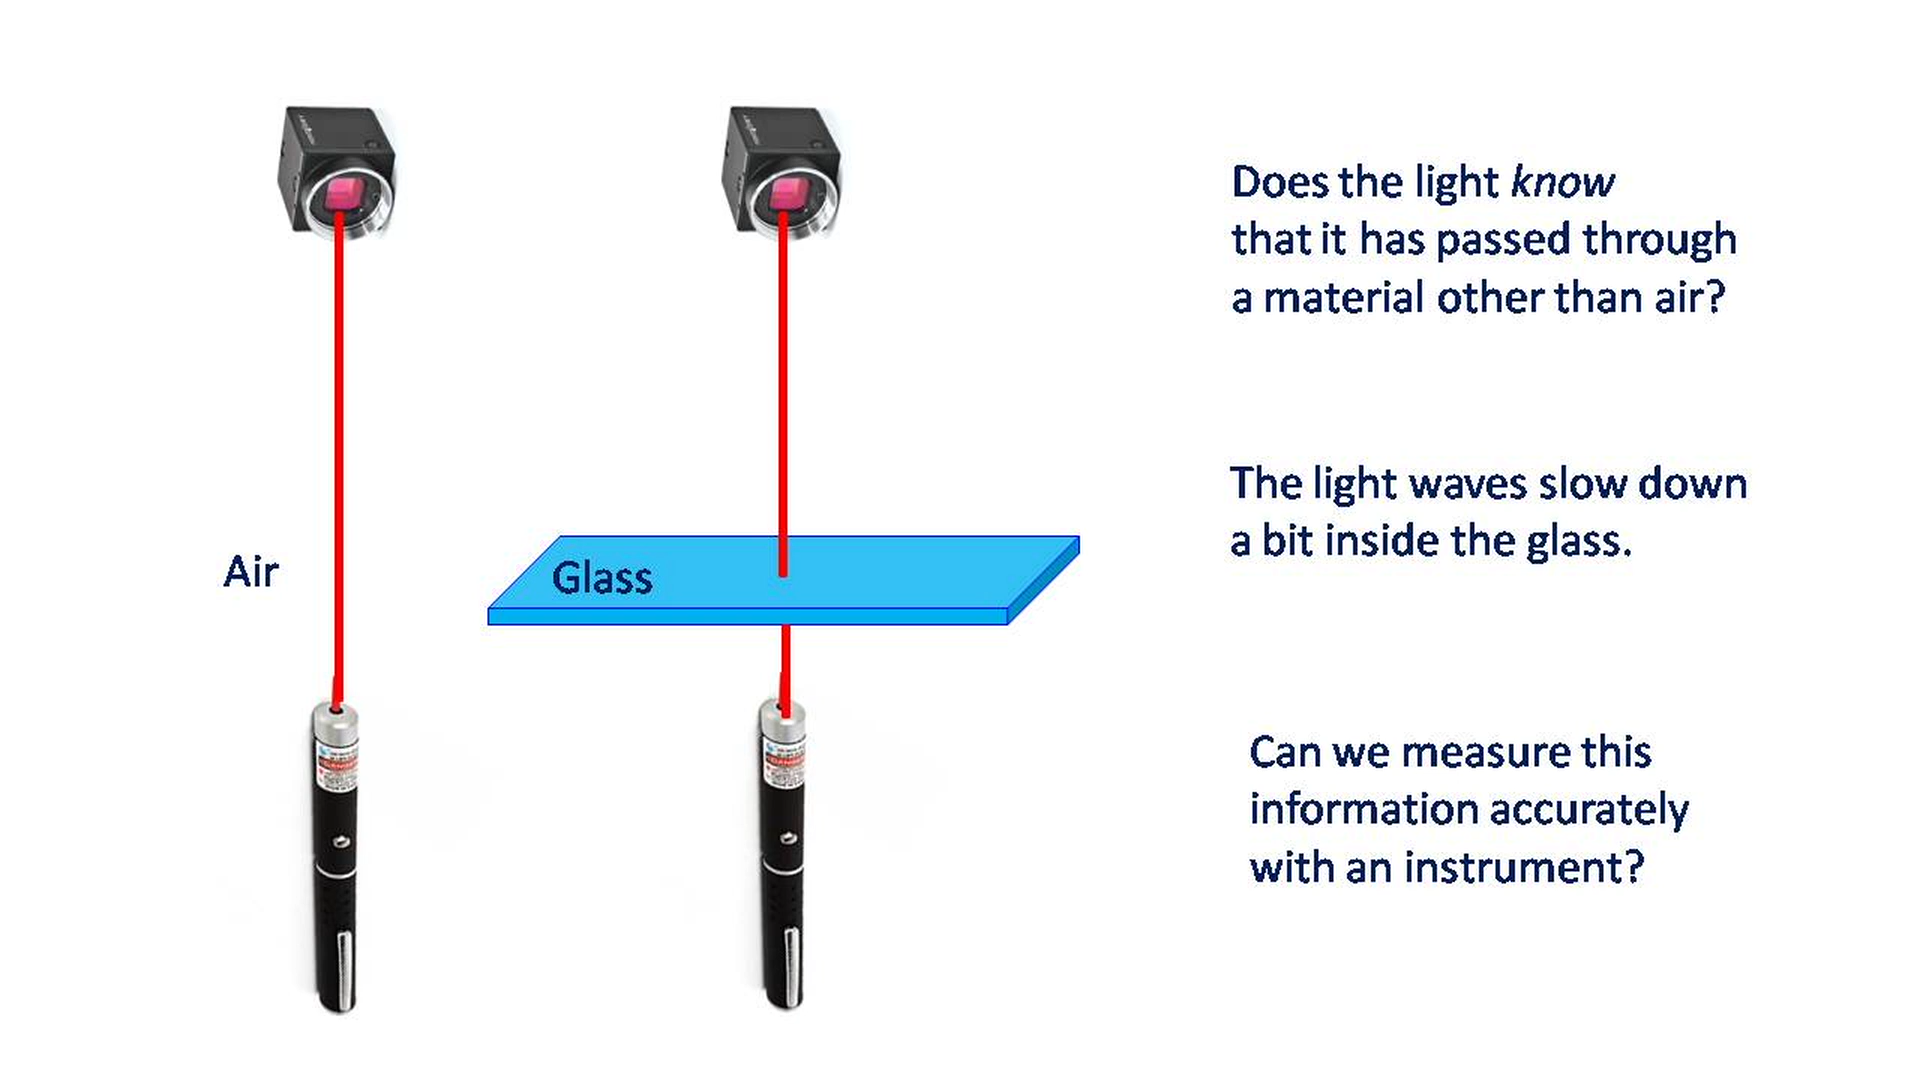 Does the light know
that it has passed through
a material other than air?
The light waves slow down
a bit inside the glass.
Air
Glass
Can we measure this
information accurately
with an instrument?